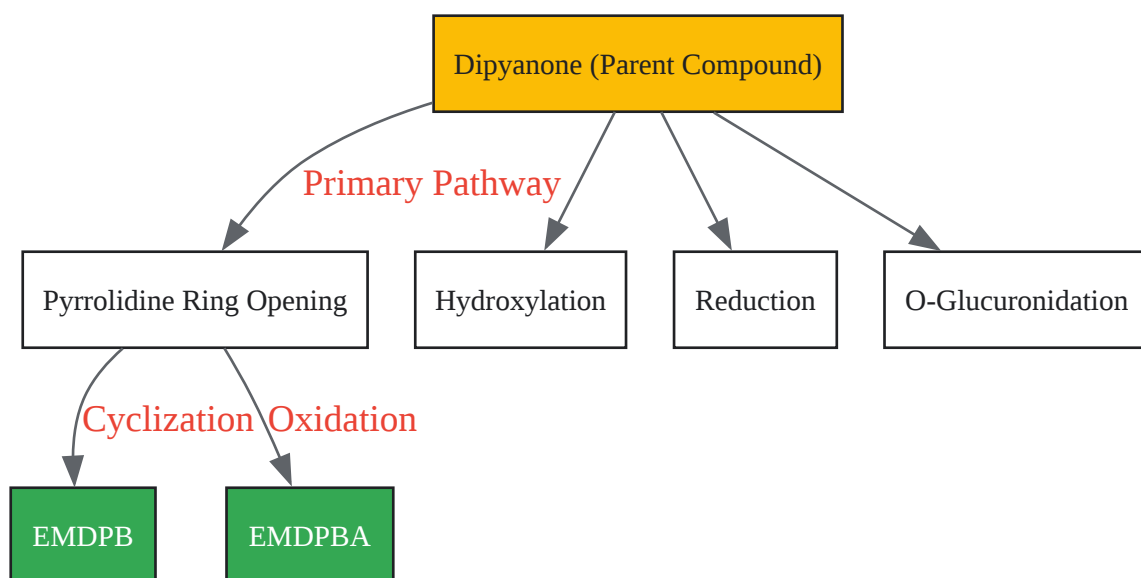 Dipyanone (Parent Compound)
Primary Pathway
Pyrrolidine Ring Opening
Hydroxylation
Reduction
O-Glucuronidation
Cyclization
Oxidation
EMDPB
EMDPBA